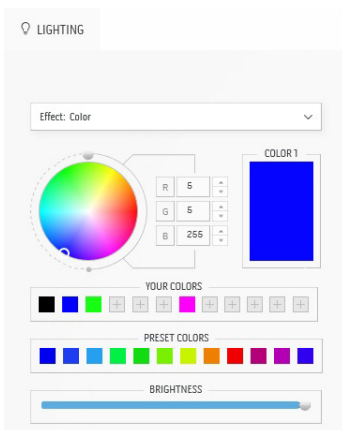 LIGHTING
Effect: Color
COLOR 1
R 5
G 5
B 255
YOUR COLORS
PRESET COLORS
BRIGHTNESS